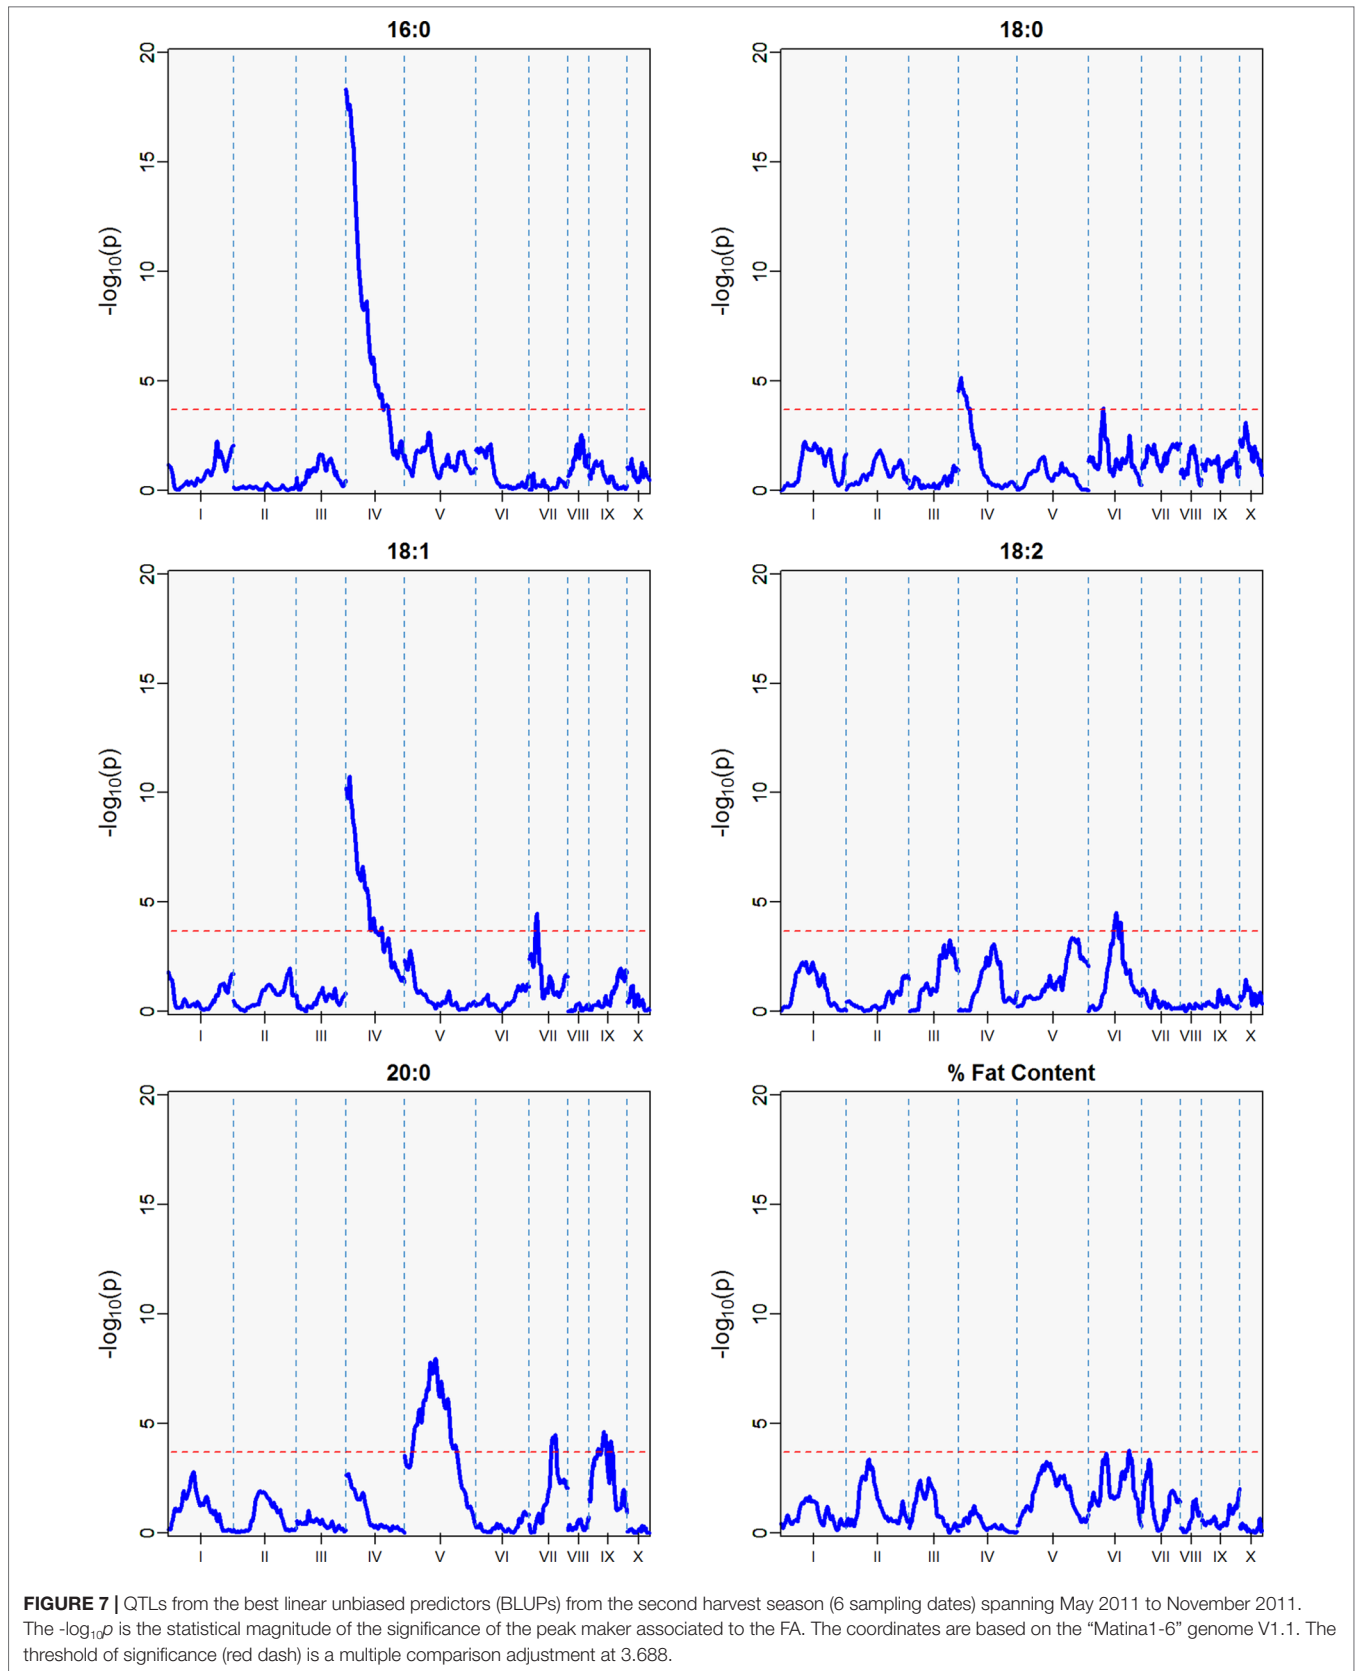 16:0
18:0
20
15
10
5
0
-log10(p)
I II III IV V VI VII VIII IX X
20
15
10
5
0
-log10(p)
I II III IV V VI VII VIII IX X
18:1
18:2
20
15
10
5
0
-log10(p)
I II III IV V VI VII VIII IX X
20
15
10
5
0
-log10(p)
I II III IV V VI VII VIII IX X
20:0
% Fat Content
20
15
10
5
0
-log10(p)
I II III IV V VI VII VIII IX X
20
15
10
5
0
-log10(p)
I II III IV V VI VII VIII IX X
FIGURE 7 | QTLs from the best linear unbiased predictors (BLUPs) from the second harvest season (6 sampling dates) spanning May 2011 to November 2011.
The -log10p is the statistical magnitude of the significance of the peak maker associated to the FA. The coordinates are based on the “Matina1-6” genome V1.1. The
threshold of significance (red dash) is a multiple comparison adjustment at 3.688.